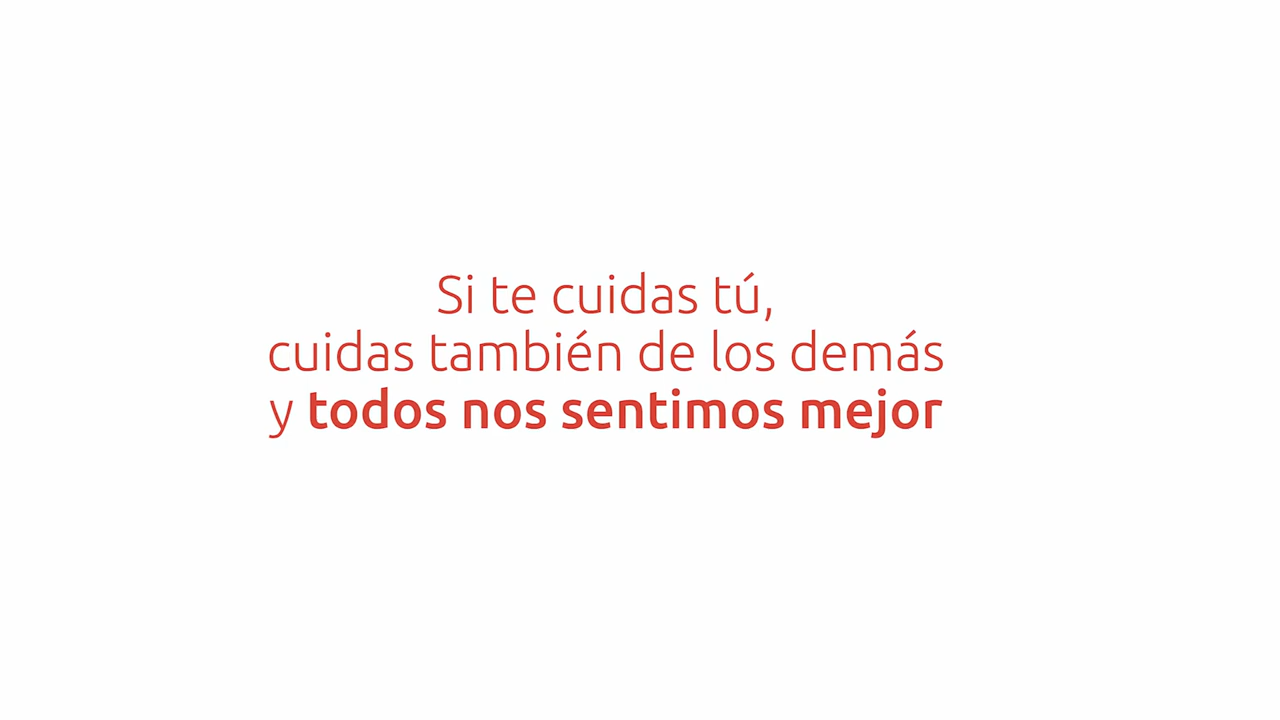 Si te cuidas tú,
cuidas también de los demás
y todos nos sentimos mejor